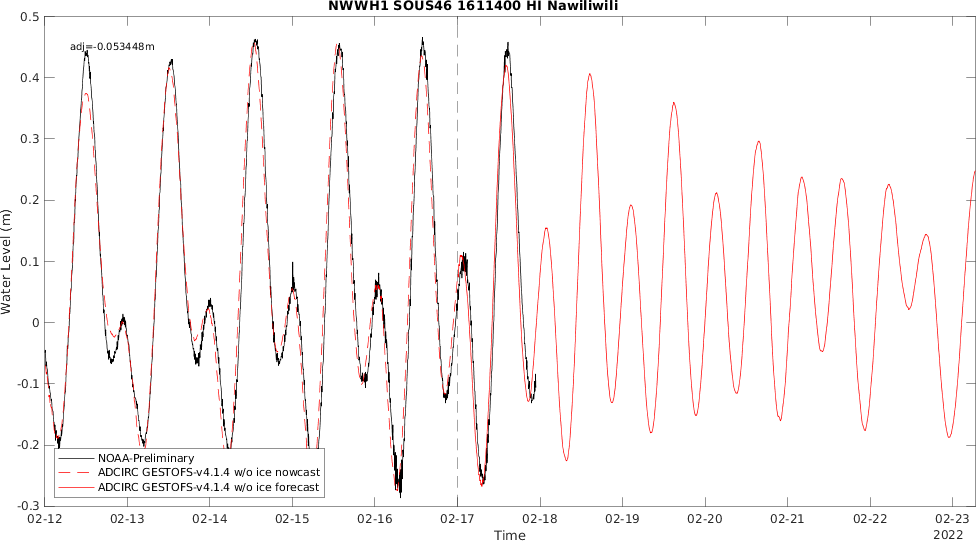 NWWH1 SOUS46 1611400 HI Nawiliwili
adj=-0.053448m
0.5
0.4
0.3
0.2
0.1
0
-0.1
-0.2
-0.3
Water Level (m)
NOAA-Preliminary
ADCIRC GESTOFS-v4.1.4 w/o ice nowcast
ADCIRC GESTOFS-v4.1.4 w/o ice forecast
02-12 02-13 02-14 02-15 02-16 02-17 02-18 02-19 02-20 02-21 02-22 02-23
Time
2022